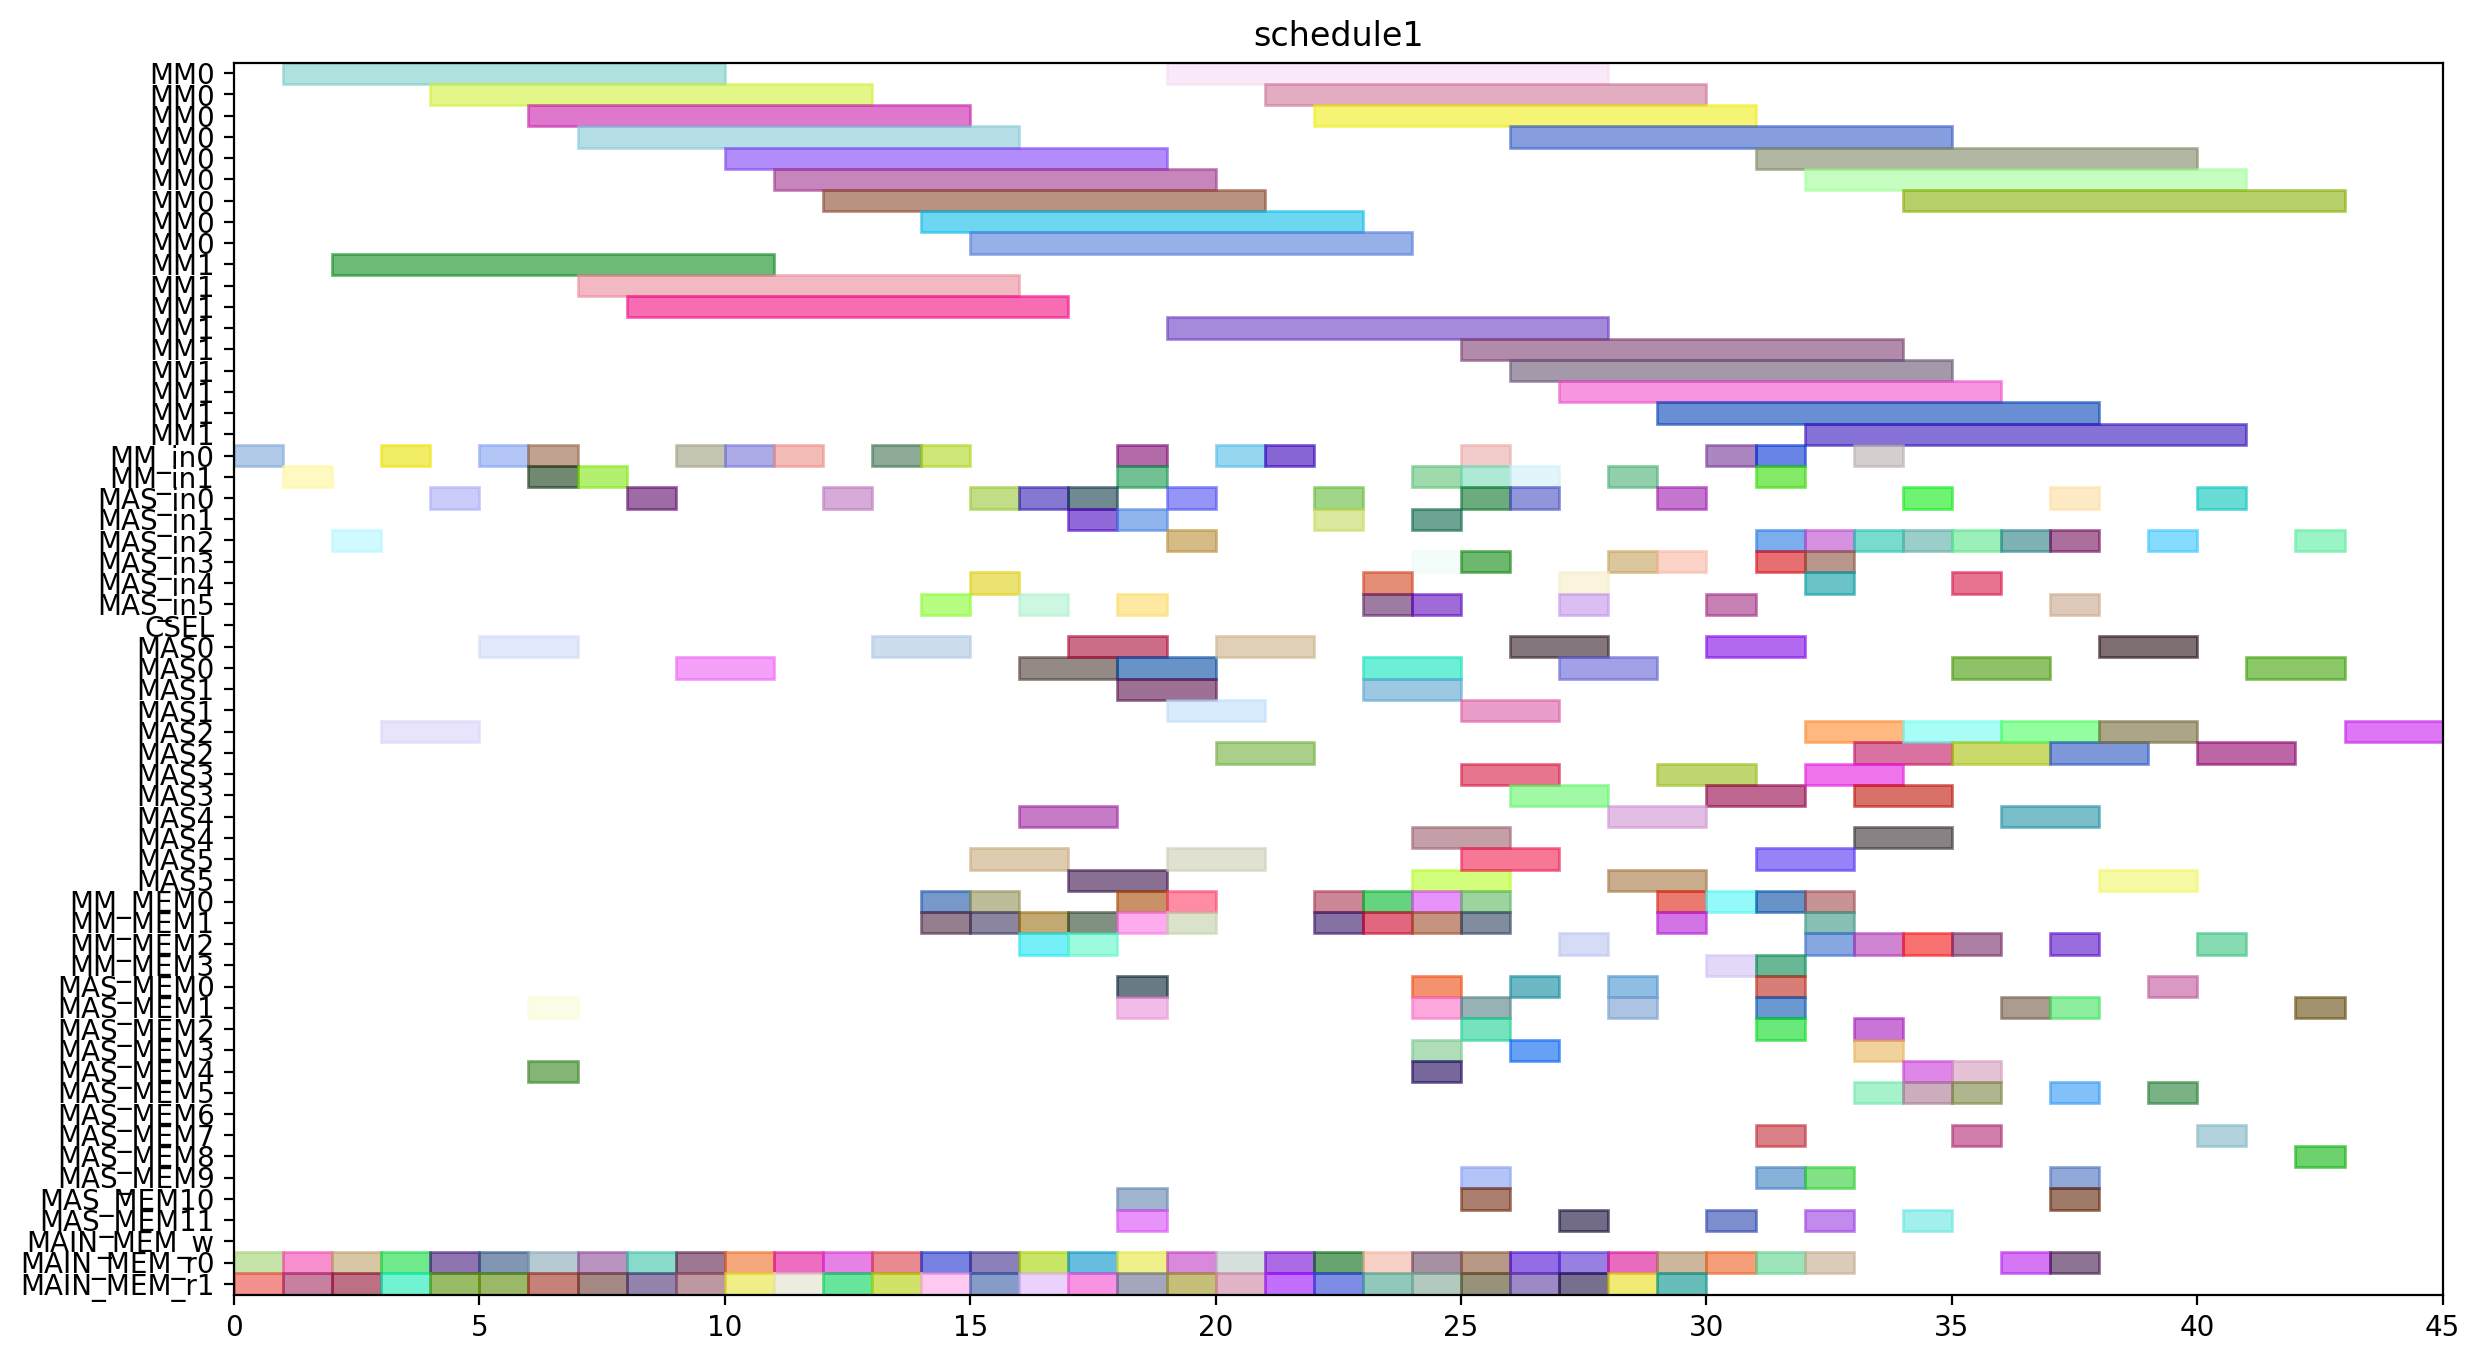 schedule1
MM0
MM0
MM0
MM0
MM0
MM0
MM0
MM0
MM0
MM1
MM1
MM1
MM1
MM1
MM1
MM1
MM1
MM1
MM_in0
MM_in1
MAS_in0
MAS_in1
MAS_in2
MAS_in3
MAS_in4
MAS_in5
CSEL
MAS0
MAS0
MAS1
MAS1
MAS2
MAS2
MAS3
MAS3
MAS4
MAS4
MAS5
MAS5
MM_MEM0
MM_MEM1
MM_MEM2
MM_MEM3
MAS_MEM0
MAS_MEM1
MAS_MEM2
MAS_MEM3
MAS_MEM4
MAS_MEM5
MAS_MEM6
MAS_MEM7
MAS_MEM8
MAS_MEM9
MAS_MEM10
MAS_MEM11
MAIN_MEM_w
MAIN_MEM_r0
MAIN_MEM_r1
0 5 10 15 20 25 30 35 40 45